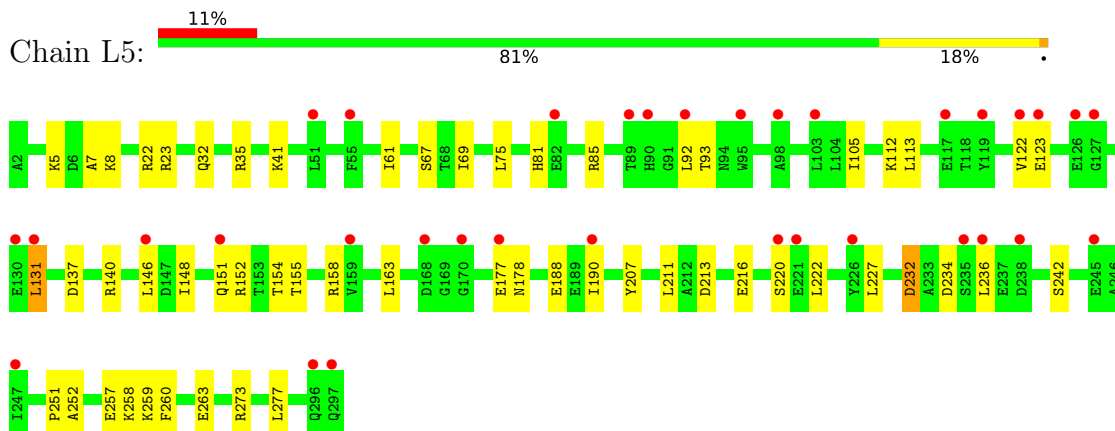 11%
Chain L5:
81% 18% •
A2 K5 D6 A7 K8 R22 R23 Q32 R35 K41 L51 F55 I61 S67 T68 I69 L75 H81 E82 R85 T89 H90 G91 L92 T93 N94 W95 A98 L103 L104 I105 K112 L113 E117 T118 Y119 V122 E123 E126 G127
E130 L131 D137 R140 L146 D147 I148 Q151 R152 T153 T154 T155 R158 V159 L163 D168 G169 G170 E177 N178 E188 E189 I190 Y207 L211 A212 D213 E216 S220 E221 L222 Y226 L227 D232 A233 D234 S235 L236 E237 D238 S242 E245 A246
I247 P251 A252 E257 K258 K259 F260 E263 R273 L277 Q296 Q297